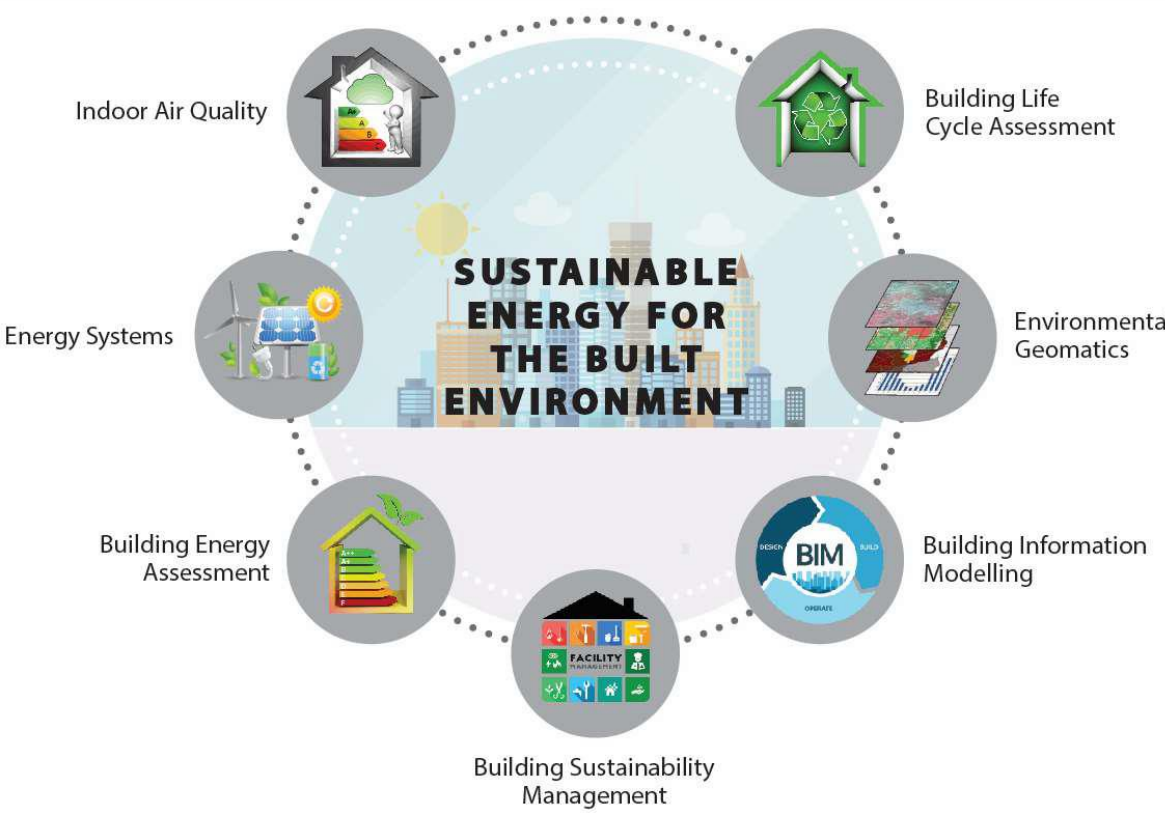 Indoor Air Quality
A+
A
B
C
Building Life
Cycle Assessment
SUSTAINABLE
ENERGY FOR
THE BUILT
ENVIRONMENT
Energy Systems
C
Environmenta
Geomatics
Building Energy
Assessment
A++
A+
DESIGN
BIM
BUILD
OPERATE
Building Information
Modelling
FACILITY
MANAGEMENT
Building Sustainability
Management